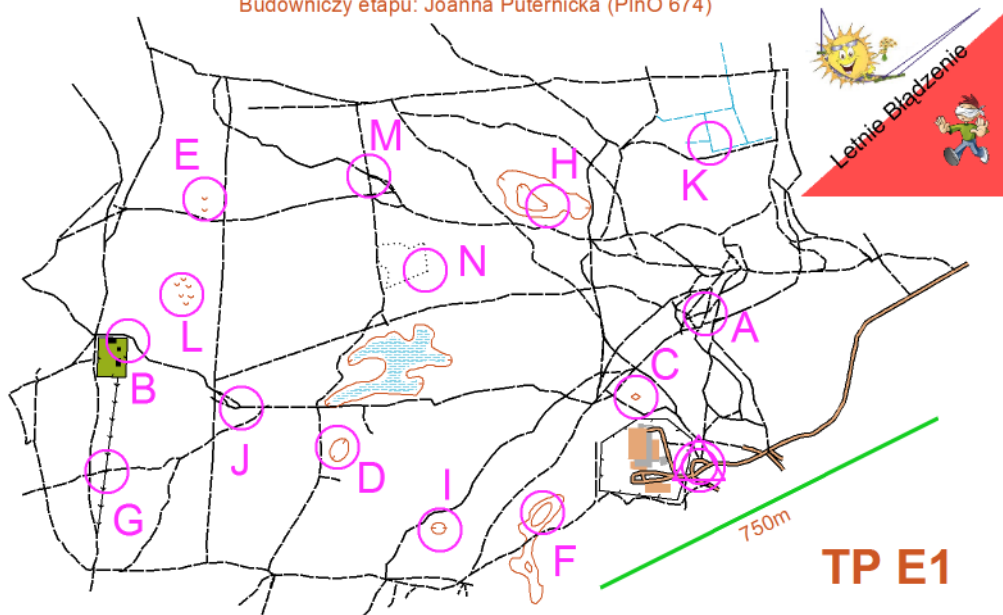 Budowniczy etapu: Joanna Puternicka (PInO 674)
Letnie Błądzenie
E
M
H
K
N
L
A
B
C
J
D
I
G
F
750m
TP E1